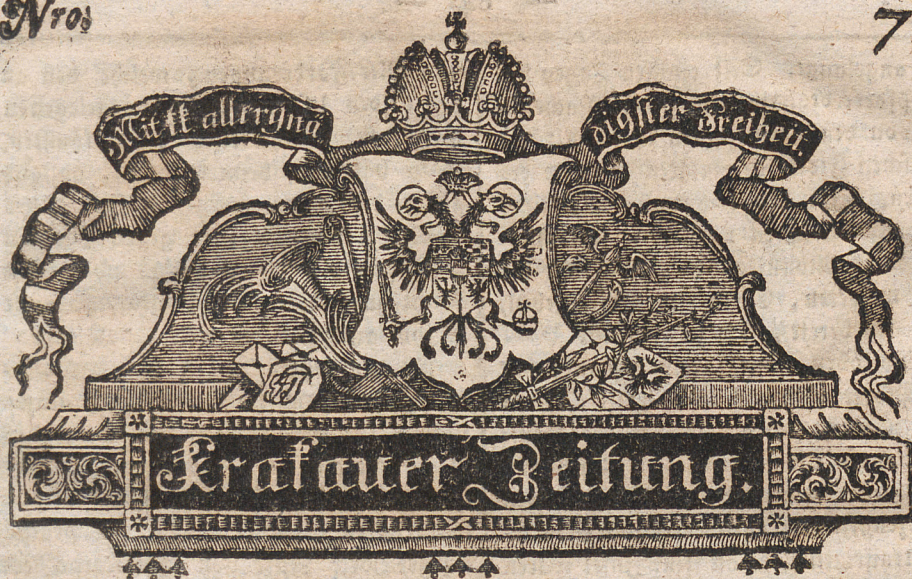 Nro. 7
Mit kk allergnä digster Freiheit.
Krakauer Zeitung.